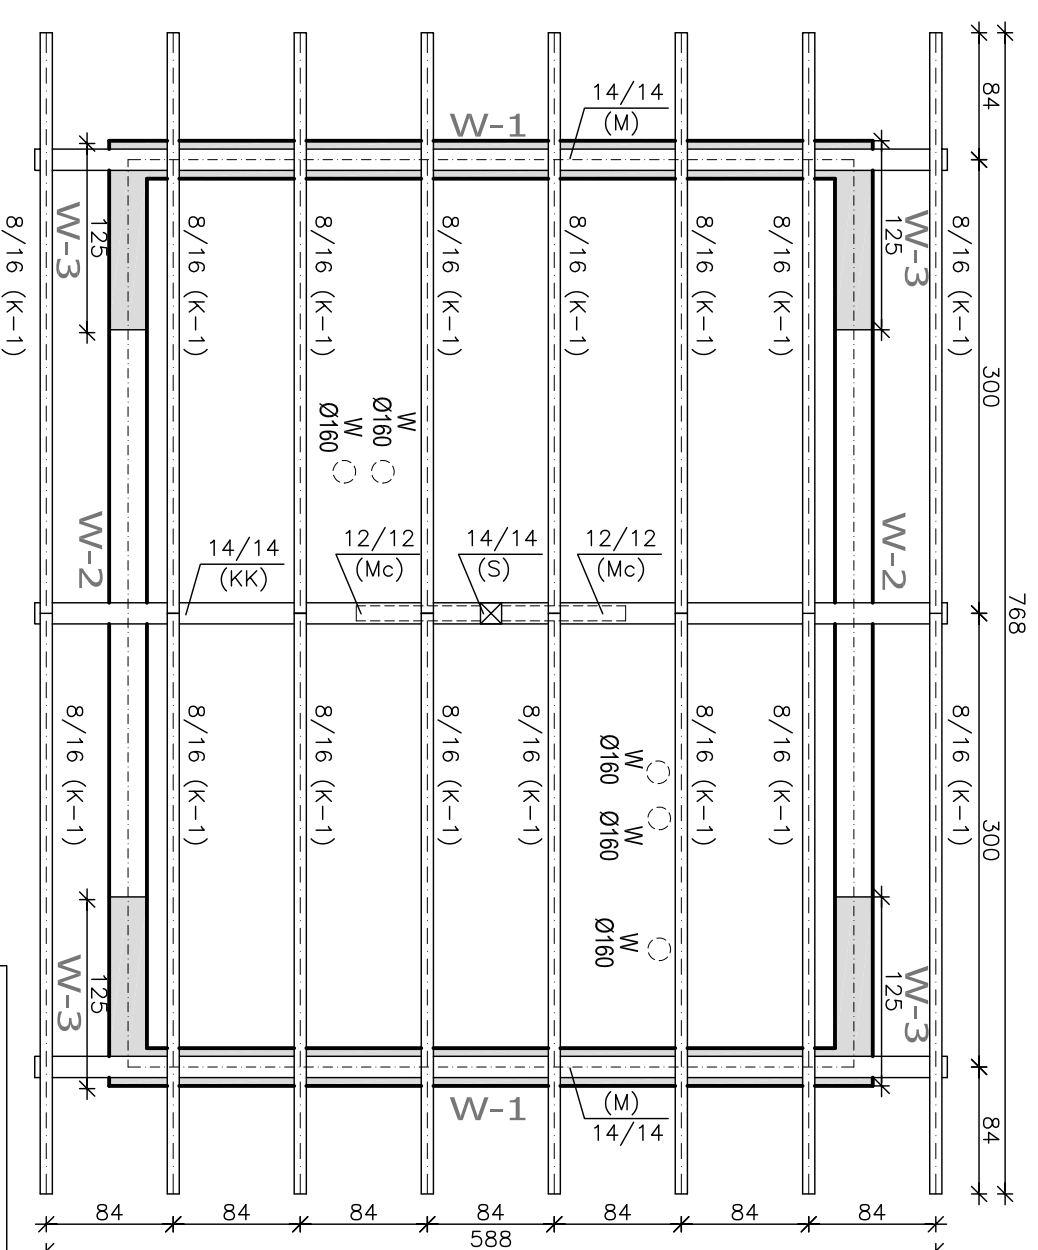 84
14/14
(M)
W-1
W-3
125
8/16 (K-1)
8/16 (K-1)
8/16 (K-1)
8/16 (K-1)
8/16 (K-1)
8/16 (K-1)
8/16 (K-1)
8/16 (K-1)
W-3
125
300
W
Ø160
W
Ø160
W-2
14/14
(KK)
12/12
(Mc)
14/14
(S)
12/12
(Mc)
W-2
768
8/16 (K-1)
8/16 (K-1)
8/16 (K-1)
8/16 (K-1)
8/16 (K-1)
8/16 (K-1)
8/16 (K-1)
8/16 (K-1)
W
Ø160
W
Ø160
W
Ø160
300
W-3
125
W-3
125
W-1
(M)
14/14
84
84
84
84
84
84
84
84
588